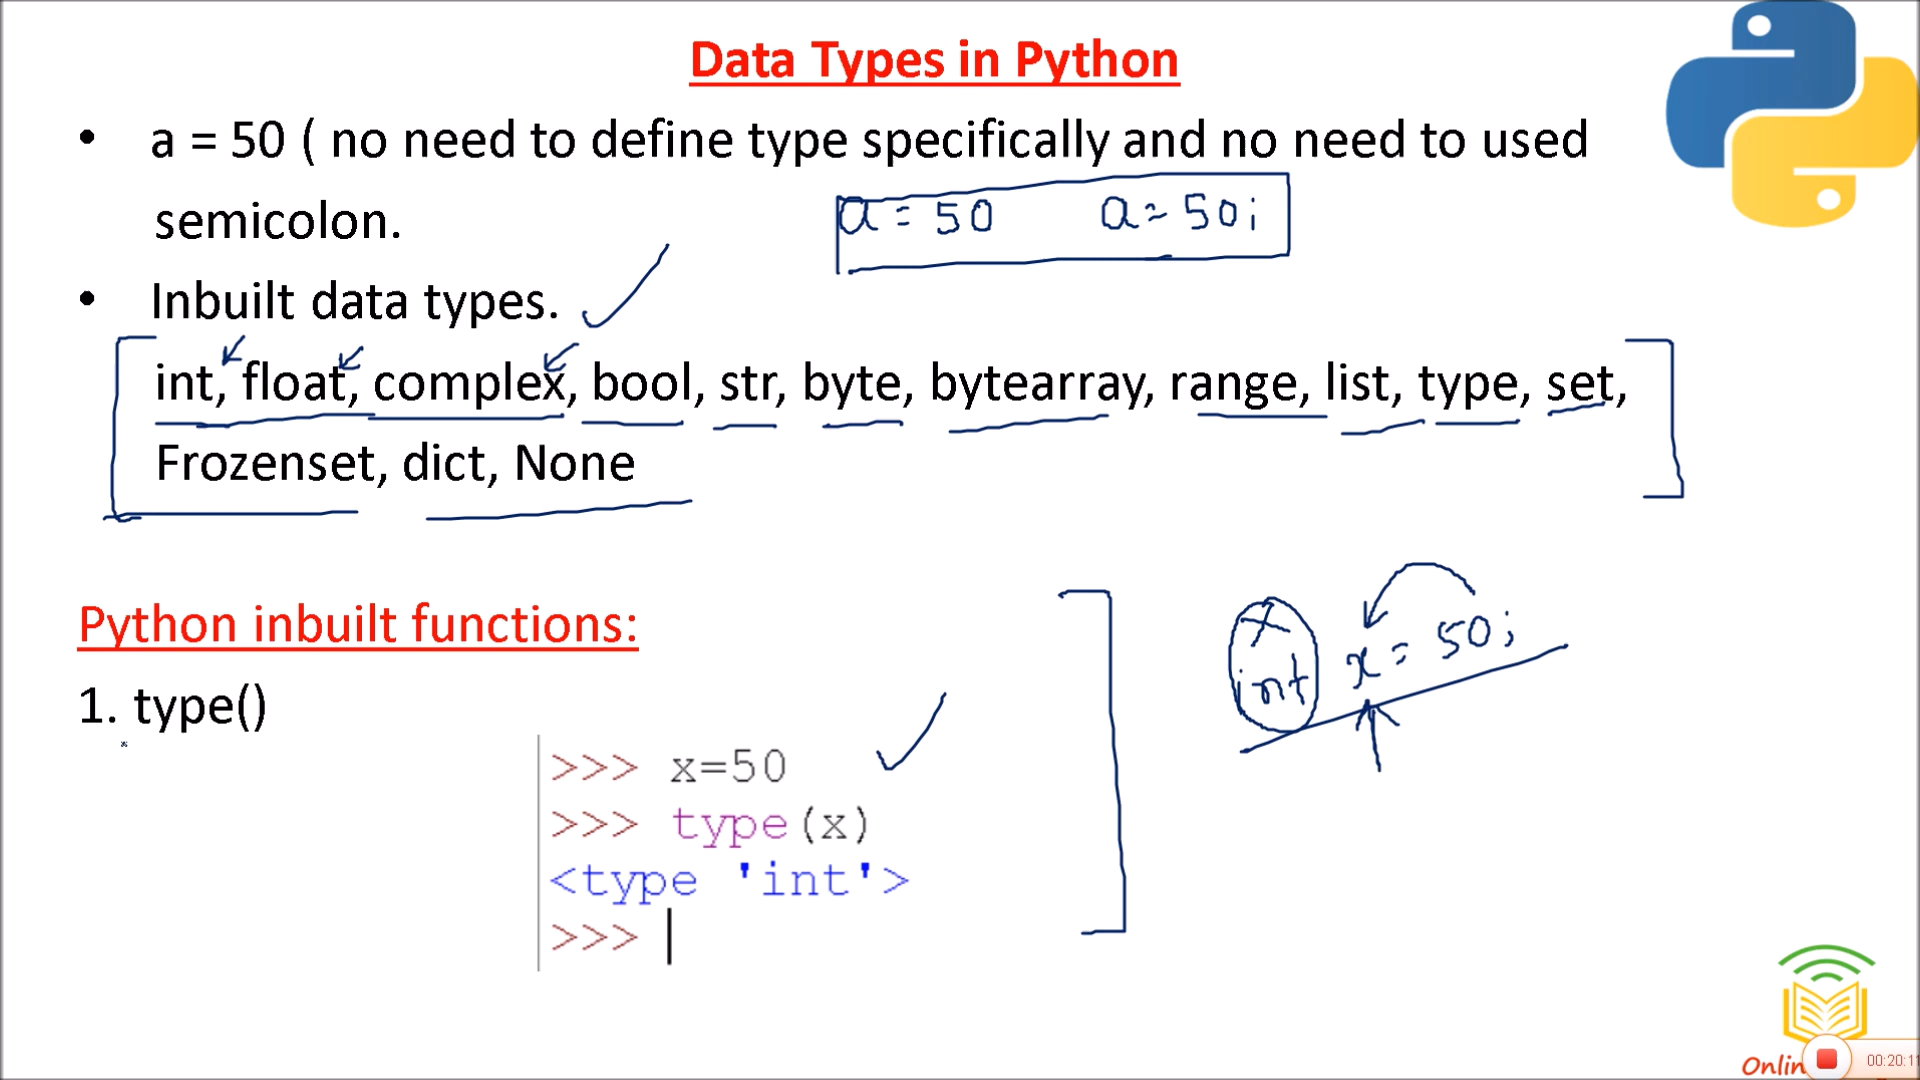 Data Types in Python
• a = 50 ( no need to define type specifically and no need to used
semicolon.
a = 50 a = 50;
• Inbuilt data types.
int, float, complex, bool, str, byte, bytearray, range, list, type, set,
Frozenset, dict, None
Python inbuilt functions:
x
int x = 50;
1. type()
>>> x=50
>>> type(x)
<type 'int'>
>>>
Onlin
00:20:11